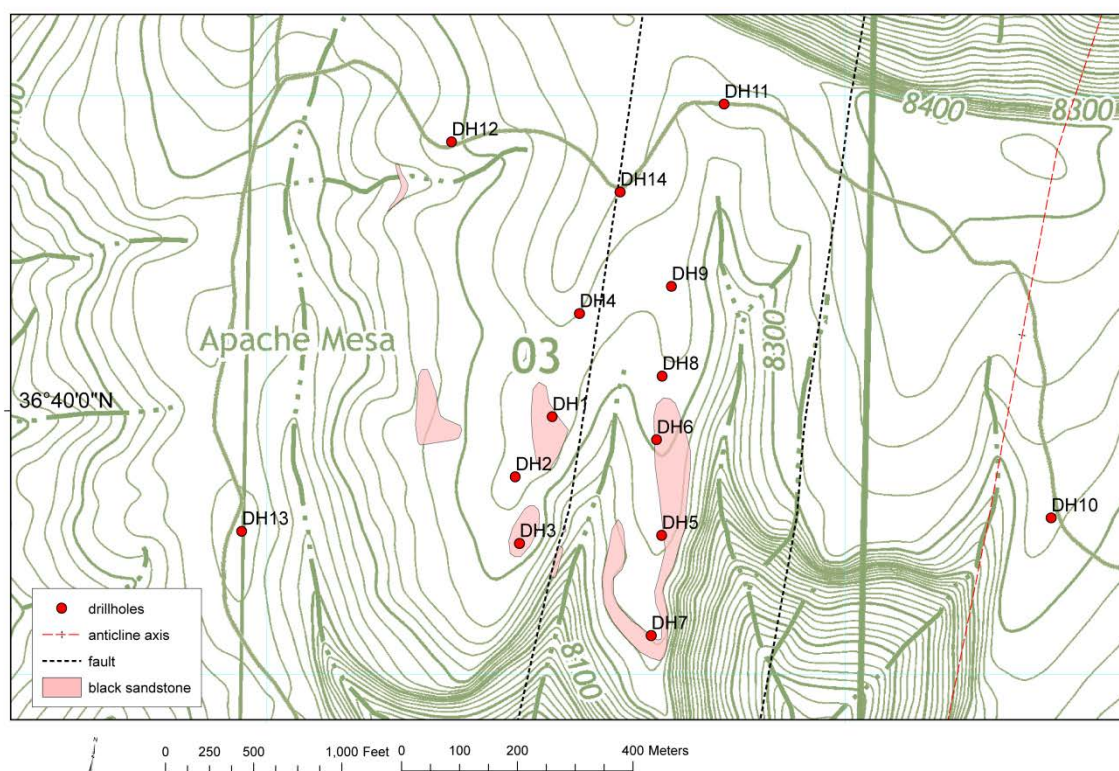 8100
8400
8300
DH11
DH12
DH14
DH9
DH4
8300
Apache Mesa
03
DH8
36°40'0"N
DH1
DH6
DH2
DH13
DH3
DH5
DH10
DH7
8100
drillholes
anticline axis
fault
black sandstone
0 250 500 1,000 Feet
0 100 200 400 Meters